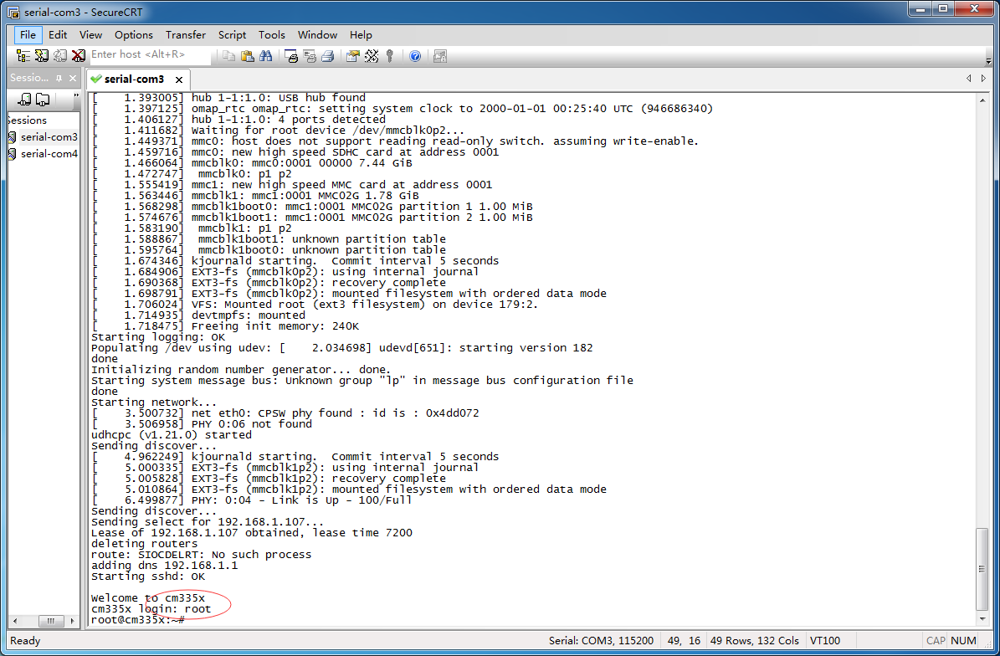 serial-com3 - SecureCRT
File Edit View Options Transfer Script Tools Window Help
Enter host <Alt+R>
Sessio...
serial-com3
essions
serial-com3
serial-com4
[    1.393005] hub 1-1:1.0: USB hub found
[    1.397125] omap_rtc omap_rtc: setting system clock to 2000-01-01 00:25:40 UTC (946686340)
[    1.406127] hub 1-1:1.0: 4 ports detected
[    1.411682] Waiting for root device /dev/mmcblk0p2...
[    1.449371] mmc0: host does not support reading read-only switch. assuming write-enable.
[    1.459716] mmc0: new high speed SDHC card at address 0001
[    1.466064] mmcblk0: mmc0:0001 00000 7.44 GiB
[    1.472747]  mmcblk0: p1 p2
[    1.555419] mmc1: new high speed MMC card at address 0001
[    1.563446] mmcblk1: mmc1:0001 MMC02G 1.78 GiB
[    1.568298] mmcblk1boot0: mmc1:0001 MMC02G partition 1 1.00 MiB
[    1.574676] mmcblk1boot1: mmc1:0001 MMC02G partition 2 1.00 MiB
[    1.583190]  mmcblk1: p1 p2
[    1.588867]  mmcblk1boot1: unknown partition table
[    1.595764]  mmcblk1boot0: unknown partition table
[    1.674346] kjournald starting.  Commit interval 5 seconds
[    1.684906] EXT3-fs (mmcblk0p2): using internal journal
[    1.690368] EXT3-fs (mmcblk0p2): recovery complete
[    1.698791] EXT3-fs (mmcblk0p2): mounted filesystem with ordered data mode
[    1.706024] VFS: Mounted root (ext3 filesystem) on device 179:2.
[    1.714935] devtmpfs: mounted
[    1.718475] Freeing init memory: 240K
Starting logging: OK
Populating /dev using udev: [    2.034698] udevd[651]: starting version 182
done
Initializing random number generator... done.
Starting system message bus: Unknown group "lp" in message bus configuration file
done
Starting network...
[    3.500732] net eth0: CPSW phy found : id is : 0x4dd072
[    3.506958] PHY 0:06 not found
udhcpc (v1.21.0) started
Sending discover...
[    4.962249] kjournald starting.  Commit interval 5 seconds
[    5.000335] EXT3-fs (mmcblk1p2): using internal journal
[    5.005828] EXT3-fs (mmcblk1p2): recovery complete
[    5.010864] EXT3-fs (mmcblk1p2): mounted filesystem with ordered data mode
[    6.499877] PHY: 0:04 - Link is Up - 100/Full
Sending discover...
Sending select for 192.168.1.107...
Lease of 192.168.1.107 obtained, lease time 7200
deleting routers
route: SIOCDELRT: No such process
adding dns 192.168.1.1
Starting sshd: OK
Welcome to cm335x
cm335x login: root
root@cm335x:~#
Ready Serial: COM3, 115200 49, 16 49 Rows, 132 Cols VT100 CAP NUM